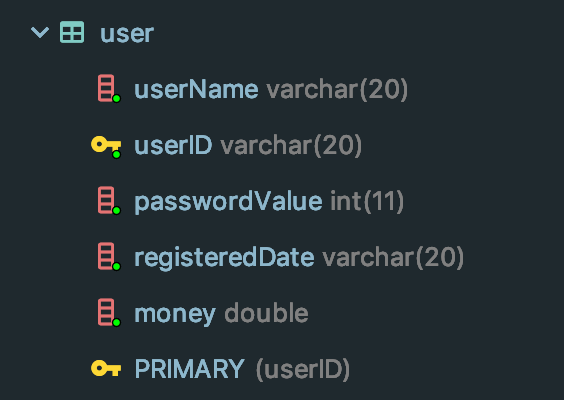 user
userName varchar(20)
userID varchar(20)
passwordValue int(11)
registeredDate varchar(20)
money double
PRIMARY (userID)